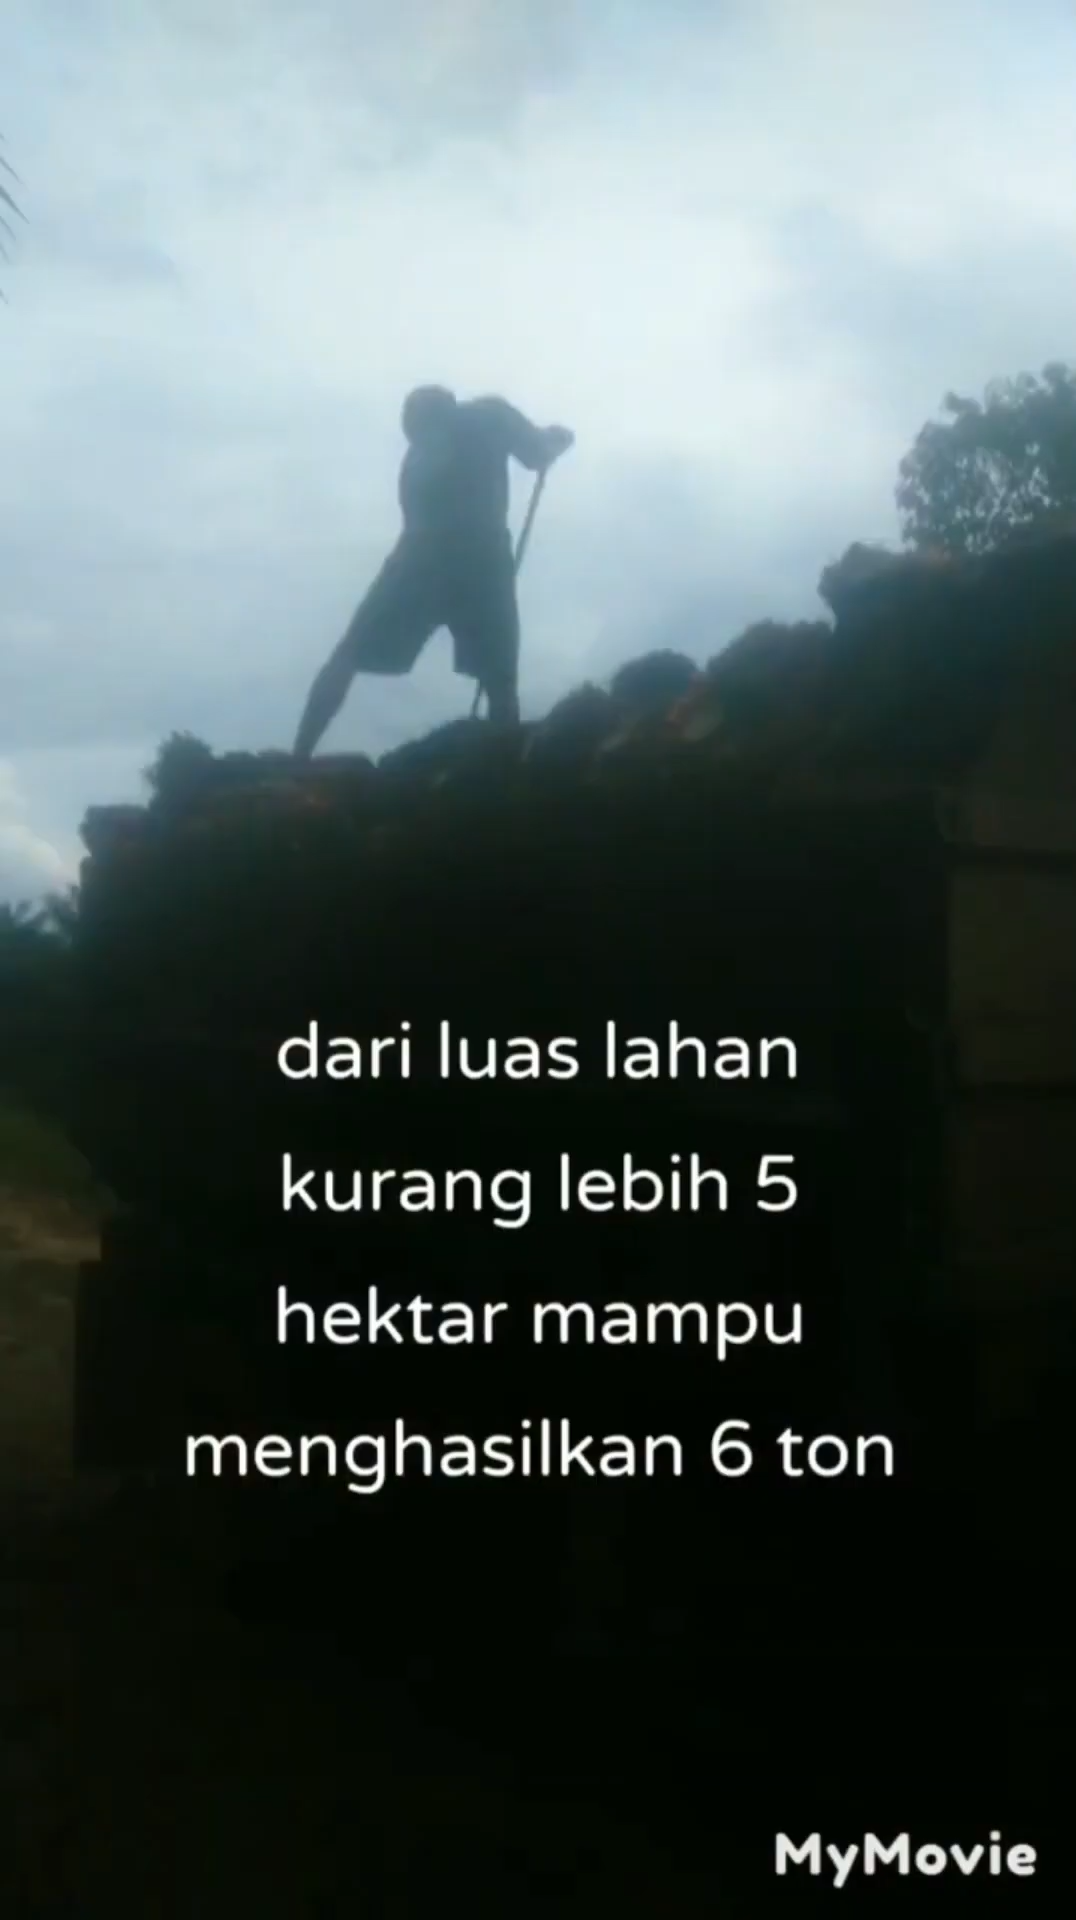 dari luas lahan
kurang lebih 5
hektar mampu
menghasilkan 6 ton
MyMovie